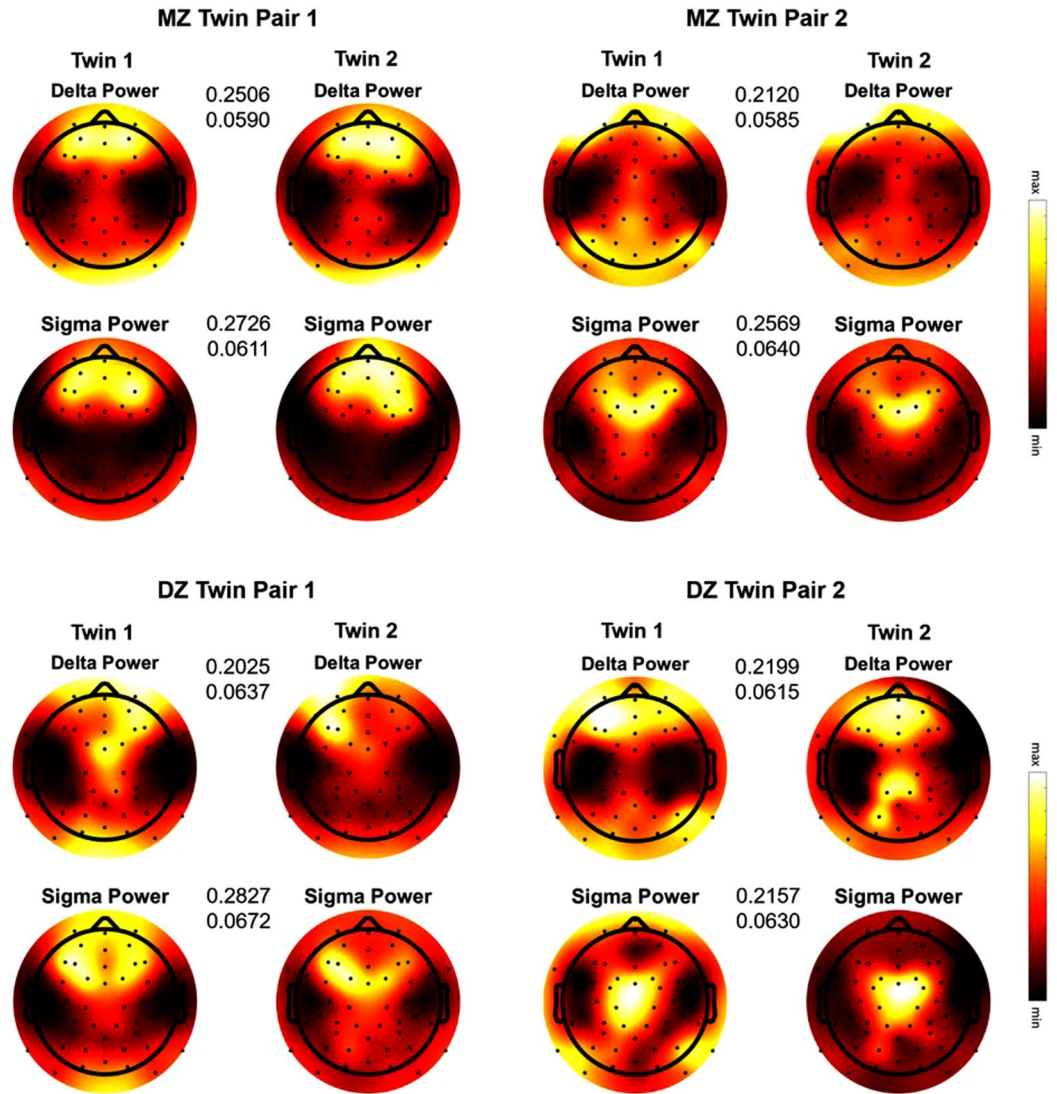 MZ Twin Pair 1
Twin 1
Twin 2
Delta Power
0.2506
0.0590
Delta Power
Sigma Power
0.2726
0.0611
Sigma Power
MZ Twin Pair 2
Twin 1
Twin 2
Delta Power
0.2120
0.0585
Delta Power
Sigma Power
0.2569
0.0640
Sigma Power
max
min
DZ Twin Pair 1
Twin 1
Twin 2
Delta Power
0.2025
0.0637
Delta Power
Sigma Power
0.2827
0.0672
Sigma Power
DZ Twin Pair 2
Twin 1
Twin 2
Delta Power
0.2199
0.0615
Delta Power
Sigma Power
0.2157
0.0630
Sigma Power
max
min